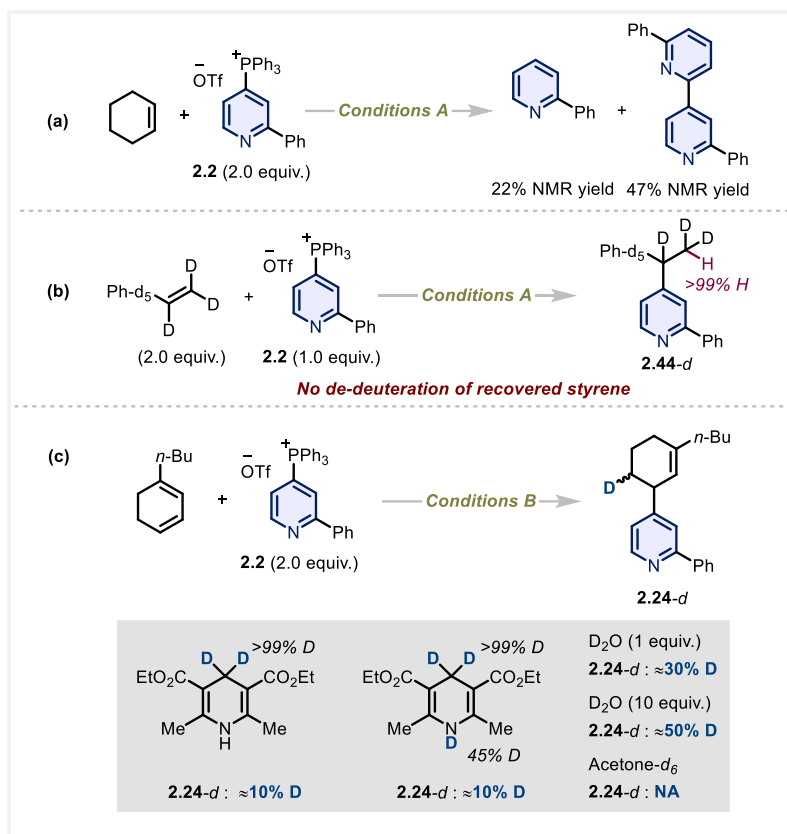 (a)
+
OTf
−
+
PPh3
N
Ph
2.2 (2.0 equiv.)
Conditions A
N
Ph
22% NMR yield
+
Ph
N
N
Ph
47% NMR yield
(b)
Ph-d5
D
D
D
(2.0 equiv.)
+
OTf
−
+
PPh3
N
Ph
2.2 (1.0 equiv.)
Conditions A
D
D
D
Ph-d5
H
>99% H
N
Ph
2.44-d
No de-deuteration of recovered styrene
(c)
n-Bu
+
OTf
−
+
PPh3
N
Ph
2.2 (2.0 equiv.)
Conditions B
n-Bu
D
N
Ph
2.24-d
>99% D
D D
EtO2C CO2Et
Me N Me
H
2.24-d : ≈10% D
>99% D
D D
EtO2C CO2Et
Me N Me
D
45% D
2.24-d : ≈10% D
D2O (1 equiv.)
2.24-d : ≈30% D
D2O (10 equiv.)
2.24-d : ≈50% D
Acetone-d6
2.24-d : NA